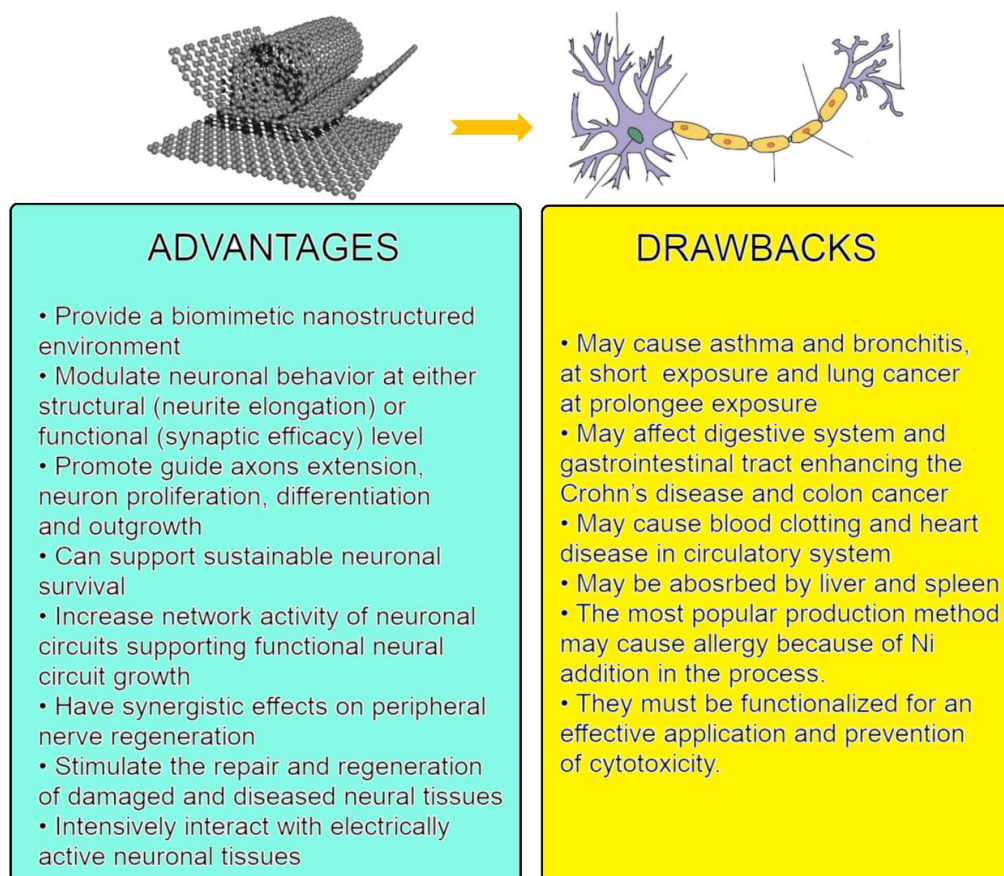 ADVANTAGES
• Provide a biomimetic nanostructured
environment
• Modulate neuronal behavior at either
structural (neurite elongation) or
functional (synaptic efficacy) level
• Promote guide axons extension,
neuron proliferation, differentiation
and outgrowth
• Can support sustainable neuronal
survival
• Increase network activity of neuronal
circuits supporting functional neural
circuit growth
• Have synergistic effects on peripheral
nerve regeneration
• Stimulate the repair and regeneration
of damaged and diseased neural tissues
• Intensively interact with electrically
active neuronal tissues
DRAWBACKS
• May cause asthma and bronchitis,
at short  exposure and lung cancer
at prolongee exposure
• May affect digestive system and
gastrointestinal tract enhancing the
Crohn's disease and colon cancer
• May cause blood clotting and heart
disease in circulatory system
• May be abosrbed by liver and spleen
• The most popular production method
may cause allergy because of Ni
addition in the process.
• They must be functionalized for an
effective application and prevention
of cytotoxicity.